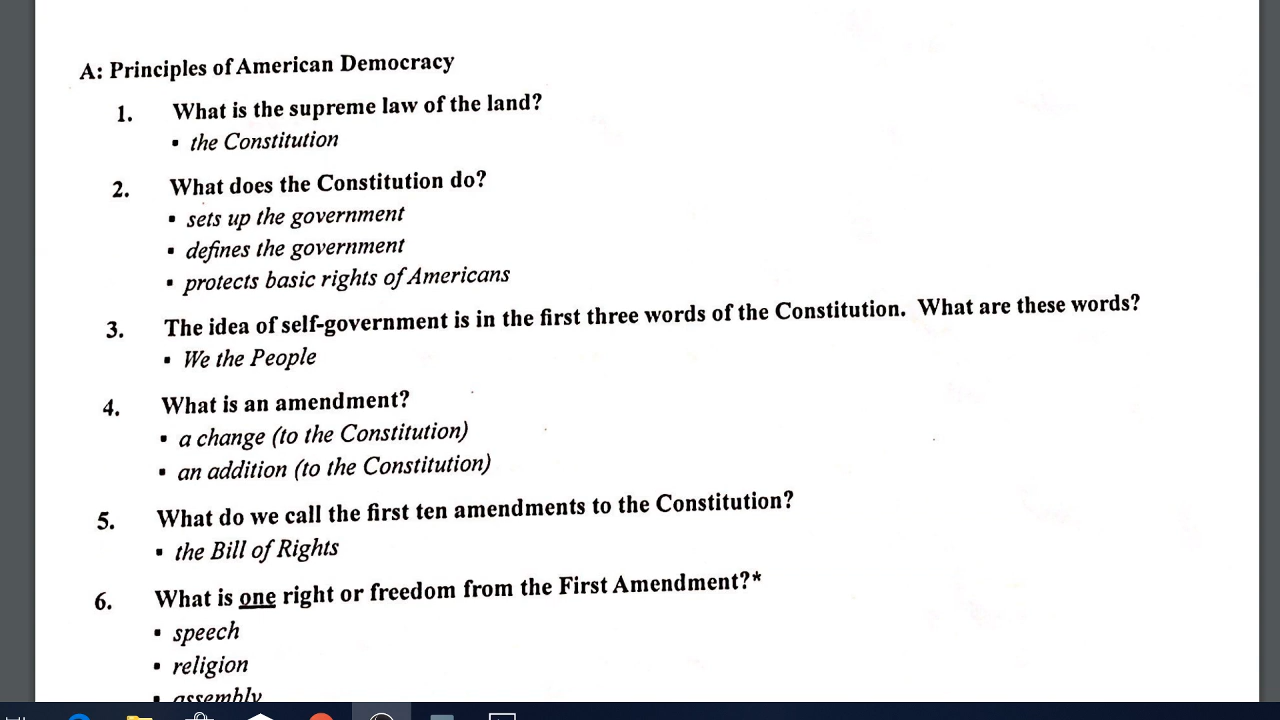 A: Principles of American Democracy
1. What is the supreme law of the land?
▪ the Constitution
2. What does the Constitution do?
▪ sets up the government
▪ defines the government
▪ protects basic rights of Americans
3. The idea of self-government is in the first three words of the Constitution. What are these words?
▪ We the People
4. What is an amendment?
▪ a change (to the Constitution)
▪ an addition (to the Constitution)
5. What do we call the first ten amendments to the Constitution?
▪ the Bill of Rights
6. What is one right or freedom from the First Amendment?*
▪ speech
▪ religion
▪ assembly